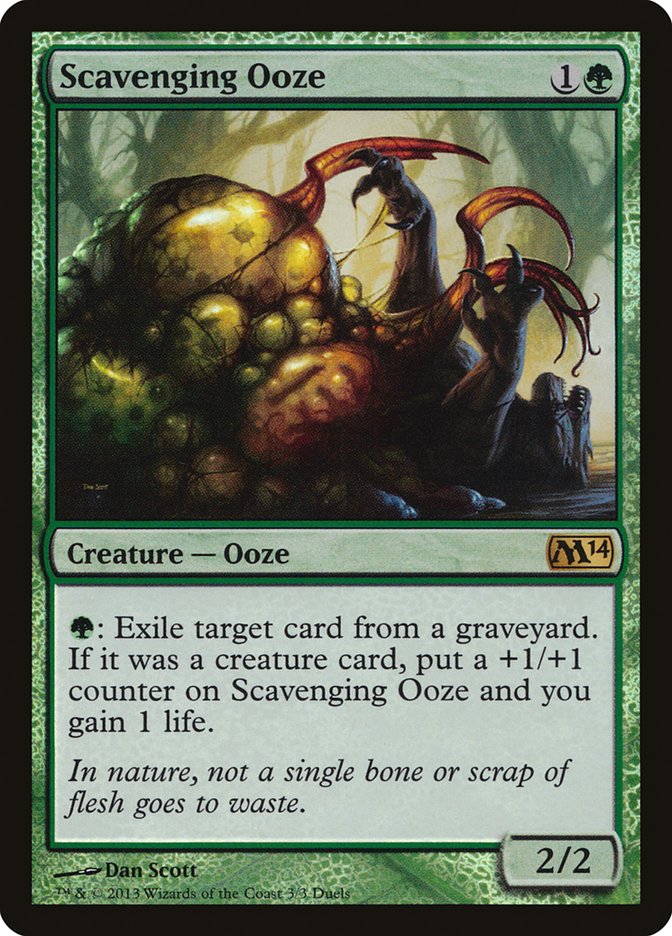 Scavenging Ooze 1
DAN SCOTT
Creature — Ooze M14
: Exile target card from a graveyard.
If it was a creature card, put a +1/+1
counter on Scavenging Ooze and you
gain 1 life.
In nature, not a single bone or scrap of
flesh goes to waste.
2/2
Dan Scott
™ & © 2013 Wizards of the Coast 3/3 Duels